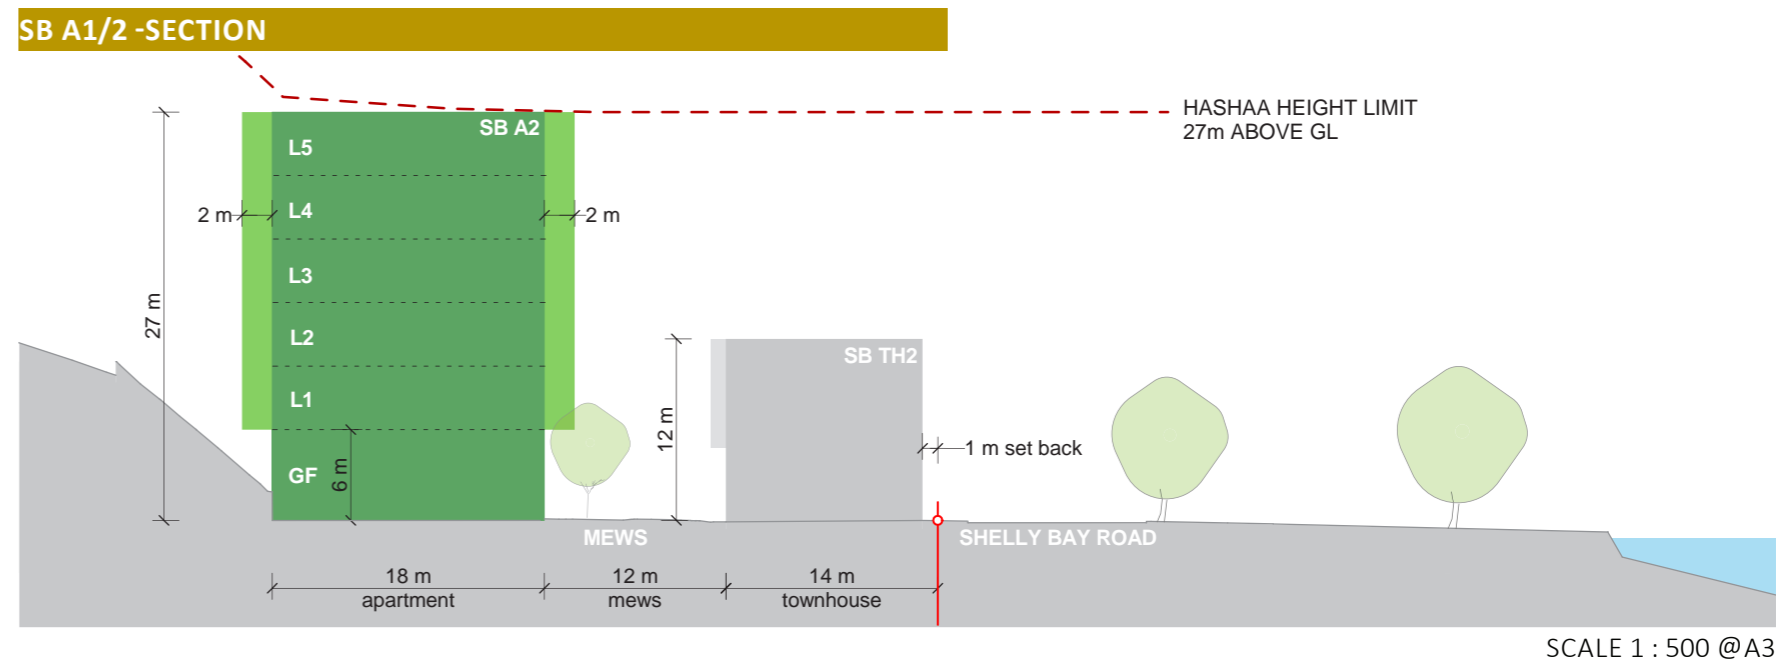 SB A1/2 -SECTION
HASHAA HEIGHT LIMIT
27m ABOVE GL
SB A2
L5
L4
2 m
2 m
L3
27 m
L2
SB TH2
L1
12 m
1 m set back
GF
6 m
MEWS
SHELLY BAY ROAD
18 m
apartment
12 m
mews
14 m
townhouse
SCALE 1 : 500 @A3